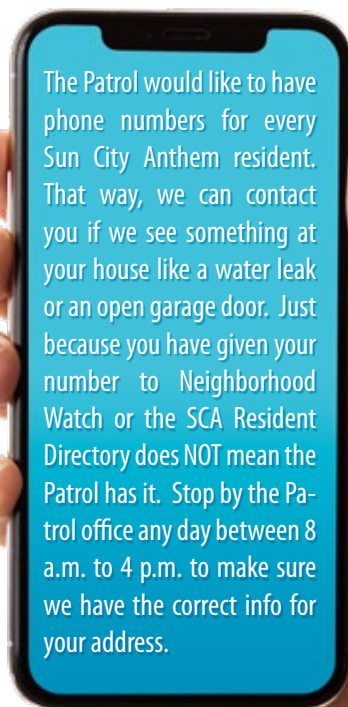 The Patrol would like to have
phone numbers for every
Sun City Anthem resident.
That way, we can contact
you if we see something at
your house like a water leak
or an open garage door. Just
because you have given your
number to Neighborhood
Watch or the SCA Resident
Directory does NOT mean the
Patrol has it. Stop by the Pa-
trol office any day between 8
a.m. to 4 p.m. to make sure
we have the correct info for
your address.